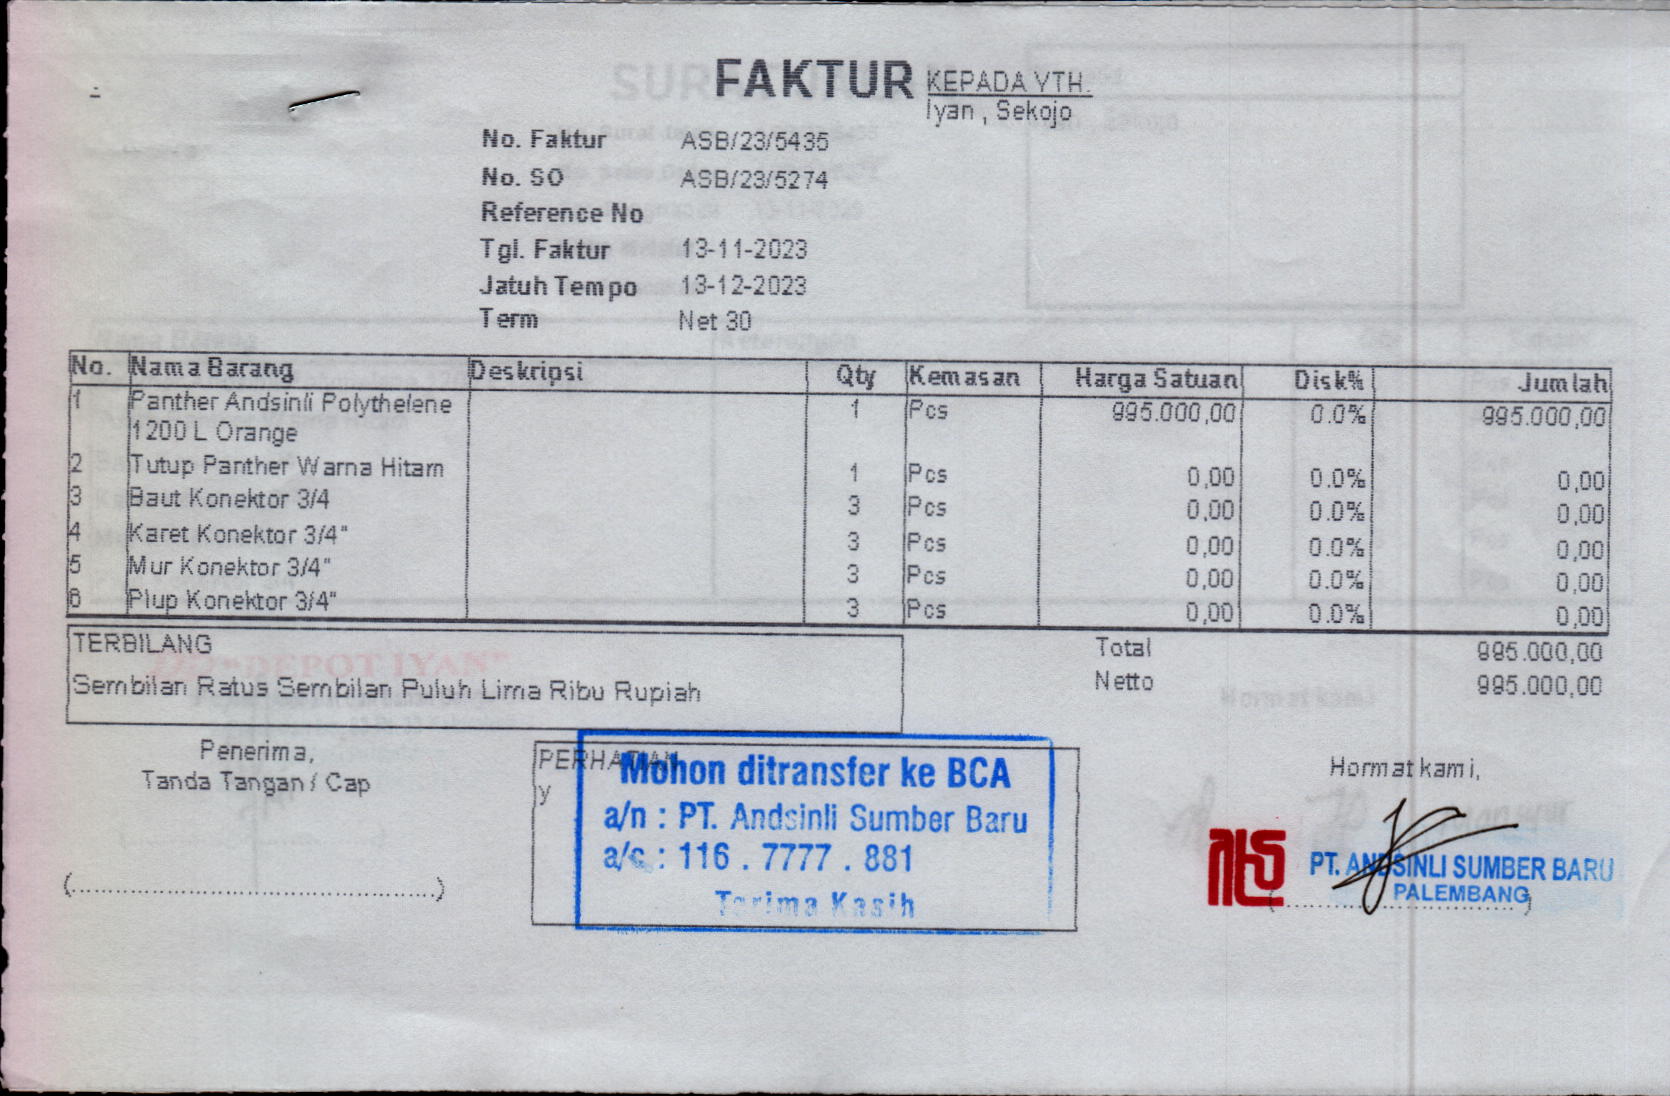 FAKTUR
KEPADA YTH.
Iyan , Sekojo
No. Faktur ASB/23/5435
No. SO ASB/23/5274
Reference No
Tgl. Faktur 13-11-2023
Jatuh Tempo 13-12-2023
Term Net 30
No. Nama Barang Deskripsi Qty Kemasan Harga Satuan Disk% Jumlah
1 Panther Andsinli Polythelene 1 Pcs 995.000,00 0.0% 995.000,00
1200 L Orange
2 Tutup Panther Warna Hitam 1 Pcs 0,00 0.0% 0,00
3 Baut Konektor 3/4 3 Pcs 0,00 0.0% 0,00
4 Karet Konektor 3/4" 3 Pcs 0,00 0.0% 0,00
5 Mur Konektor 3/4" 3 Pcs 0,00 0.0% 0,00
6 Plup Konektor 3/4" 3 Pcs 0,00 0.0% 0,00
TERBILANG
Sembilan Ratus Sembilan Puluh Lima Ribu Rupiah
Total 995.000,00
Netto 995.000,00
Penerima,
Tanda Tangan / Cap
(......................................................)
PERHATIAN
y
Mohon ditransfer ke BCA
a/n : PT. Andsinli Sumber Baru
a/c : 116 . 7777 . 881
Terima Kasih
Hormat kami,
PT. ANDSINLI SUMBER BARU
PALEMBANG